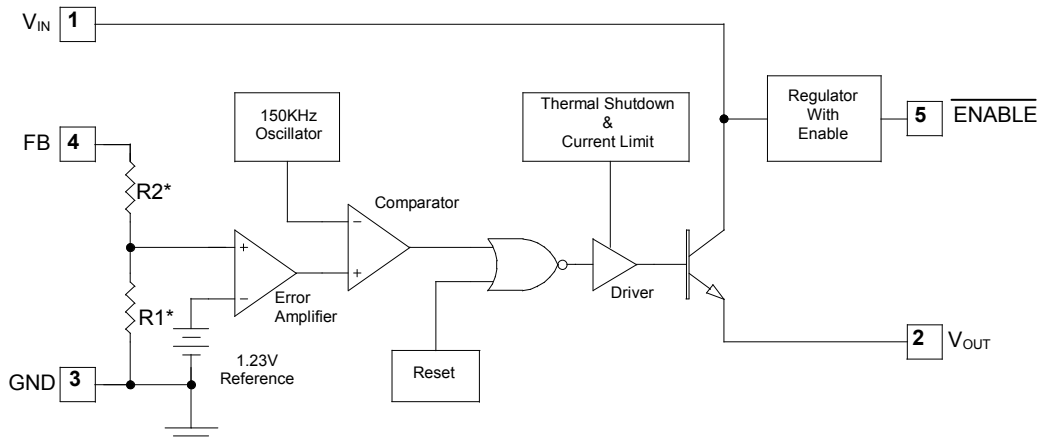 VIN 1
150KHz
Oscillator
Thermal Shutdown
&
Current Limit
Regulator
With
Enable
5 ENABLE
FB 4
R2*
Comparator
−
+
+
−
Error
Amplifier
Driver
R1*
1.23V
Reference
Reset
2 VOUT
GND 3